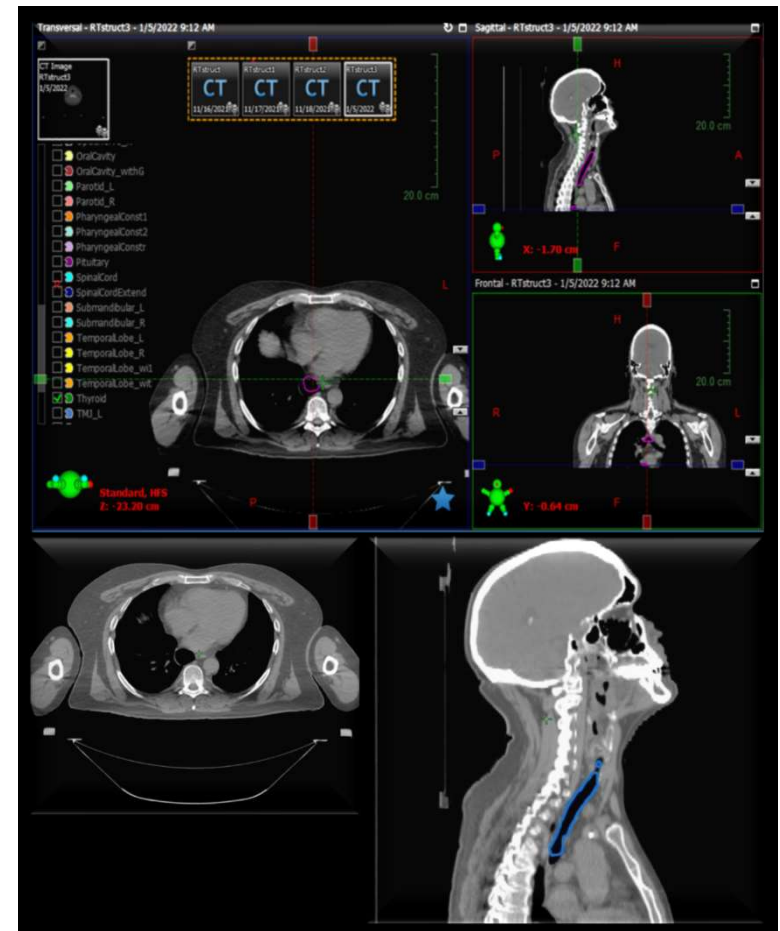 Transversal - RTstruct3 - 1/5/2022 9:12 AM
CT Image
RTstruct3
1/5/2022
RTstruct
CT
11/16/2021
RTstruct1
CT
11/17/2021
RTstruct2
CT
11/18/2021
RTstruct3
CT
1/5/2022
20.0 cm
OralCavity
OralCavity_withG
Parotid_L
Parotid_R
PharyngealConst1
PharyngealConst2
PharyngealConstr
Pituitary
SpinalCord
SpinalCordExtend
Submandibular_L
Submandibular_R
TemporalLobe_L
TemporalLobe_R
TemporalLobe_wi1
TemporalLobe_wit
Thyroid
TMJ_L
L
P
Standard, HFS
Z: -23.20 cm
Sagittal - RTstruct3 - 1/5/2022 9:12 AM
H
20.0 cm
P
A
F
X: -1.70 cm
Frontal - RTstruct3 - 1/5/2022 9:12 AM
H
20.0 cm
R
L
F
Y: -0.64 cm